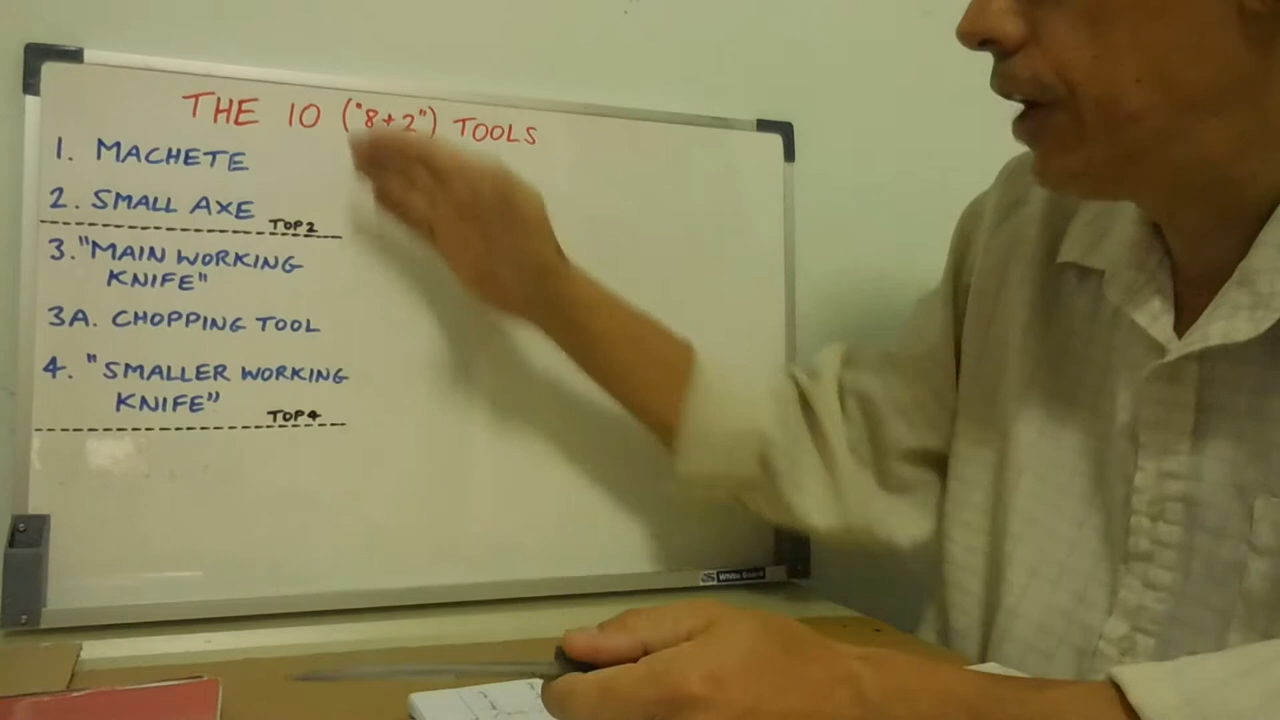 THE 10 ("8+2") TOOLS
1. MACHETE
2. SMALL AXE
TOP 2
3. "MAIN WORKING
KNIFE"
3A. CHOPPING TOOL
4. "SMALLER WORKING
KNIFE"
TOP 4
White Board